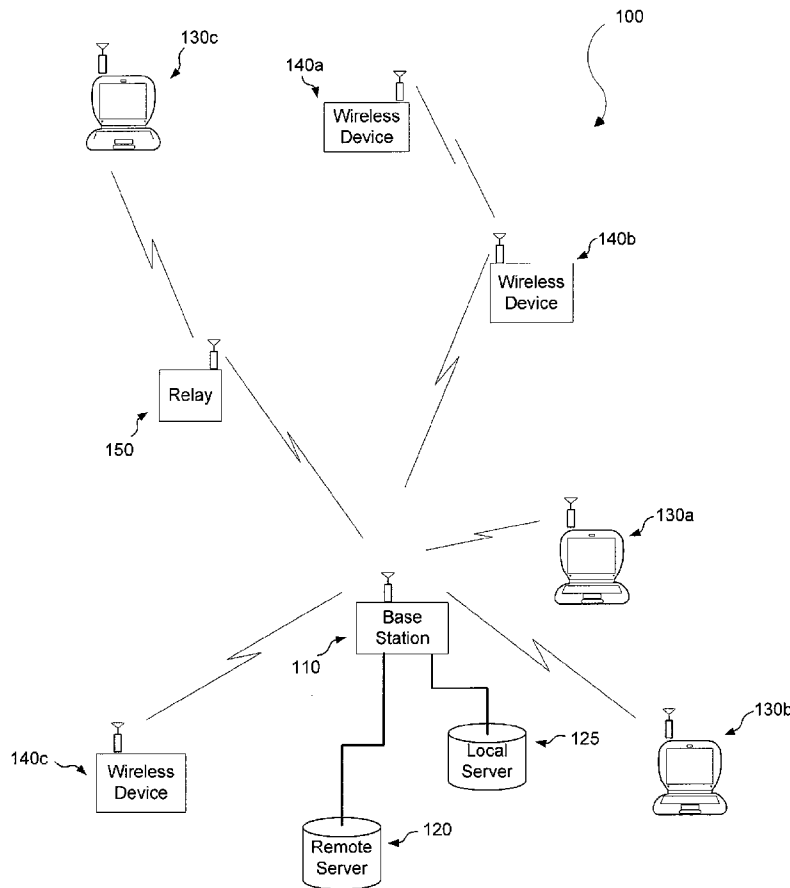 100
130c
140a
Wireless
Device
140b
Wireless
Device
Relay
150
130a
Base
Station
110
130b
125
Local
Server
140c
Wireless
Device
120
Remote
Server